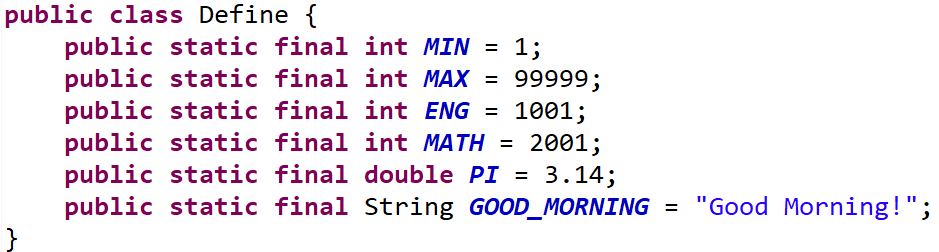 public class Define {
    public static final int MIN = 1;
    public static final int MAX = 99999;
    public static final int ENG = 1001;
    public static final int MATH = 2001;
    public static final double PI = 3.14;
    public static final String GOOD_MORNING = "Good Morning!";
}